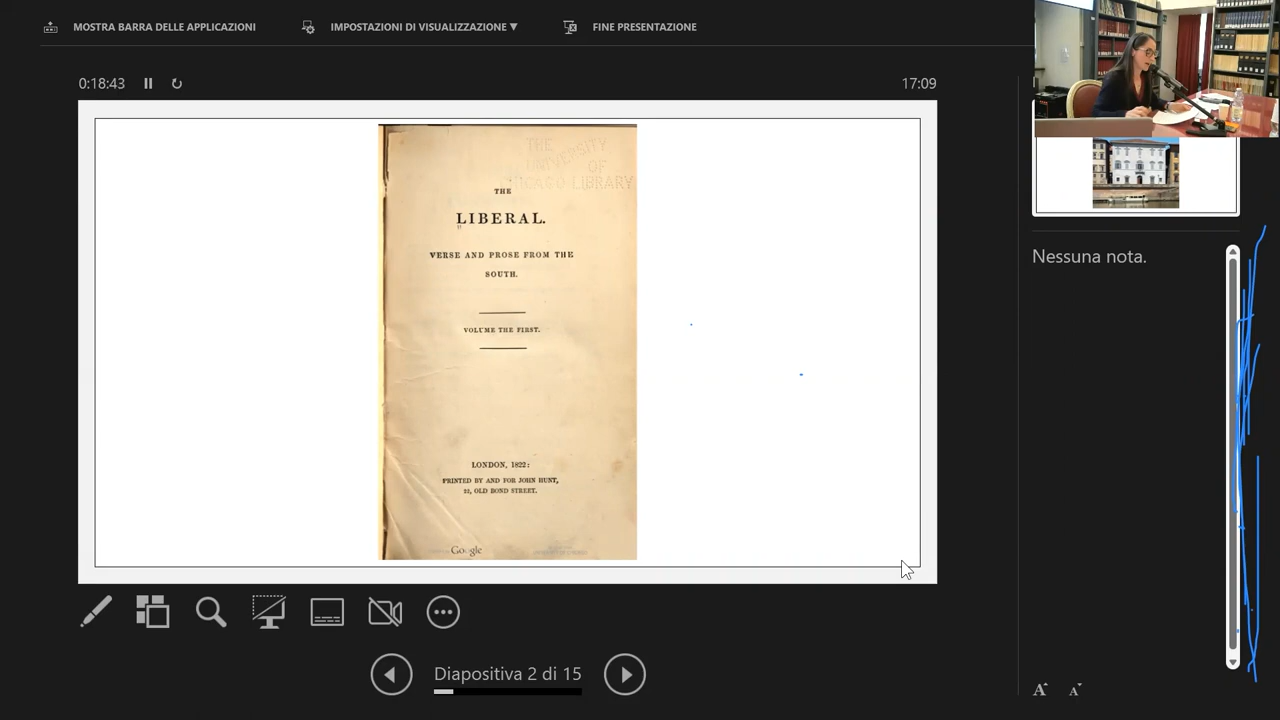 MOSTRA BARRA DELLE APPLICAZIONI
IMPOSTAZIONI DI VISUALIZZAZIONE ▼
FINE PRESENTAZIONE
0:18:43
17:09
THE
UNIVERSITY
OF
CHICAGO LIBRARY
THE
LIBERAL.
VERSE AND PROSE FROM THE
SOUTH.
VOLUME THE FIRST.
LONDON, 1822:
PRINTED BY AND FOR JOHN HUNT,
22, OLD BOND STREET.
Google
Nessuna nota.
Diapositiva 2 di 15
A
A